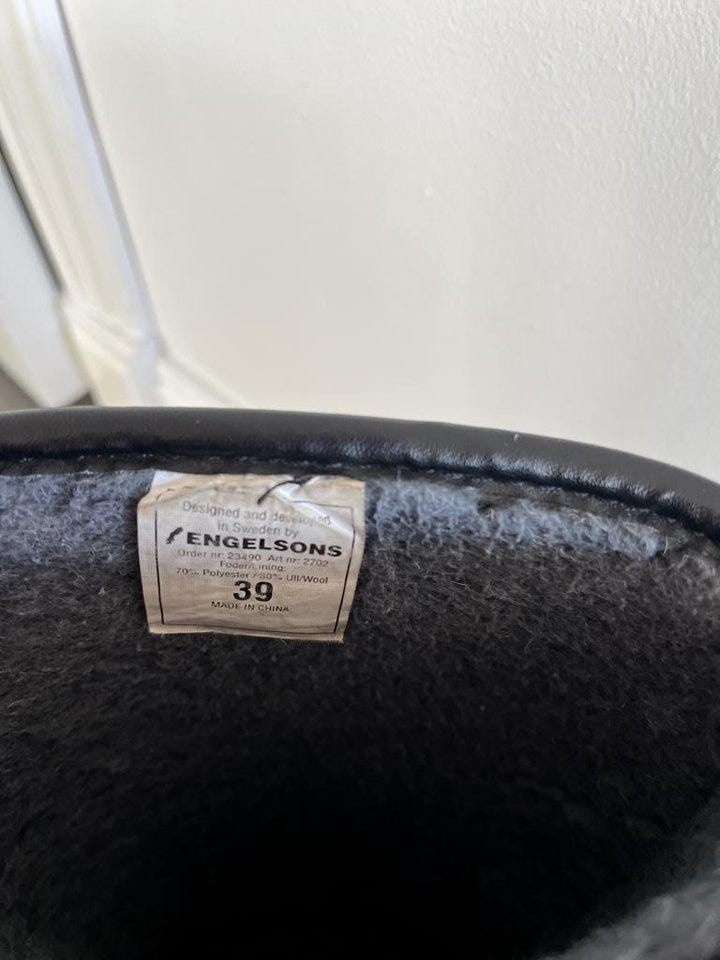 Designed and developed
in Sweden by
ENGELSONS
Order nr: 23490 Art nr: 2702
Foder/Lining:
70% Polyester / 30% Ull/Wool
39
MADE IN CHINA